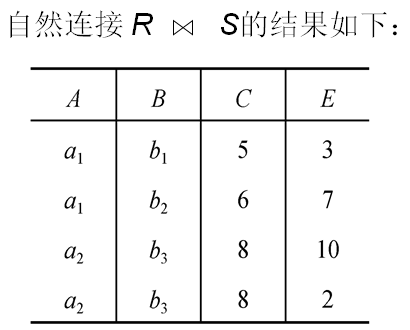 自然连接 R ⋈ S的结果如下：
A B C E
a₁ b₁ 5 3
a₁ b₂ 6 7
a₂ b₃ 8 10
a₂ b₃ 8 2